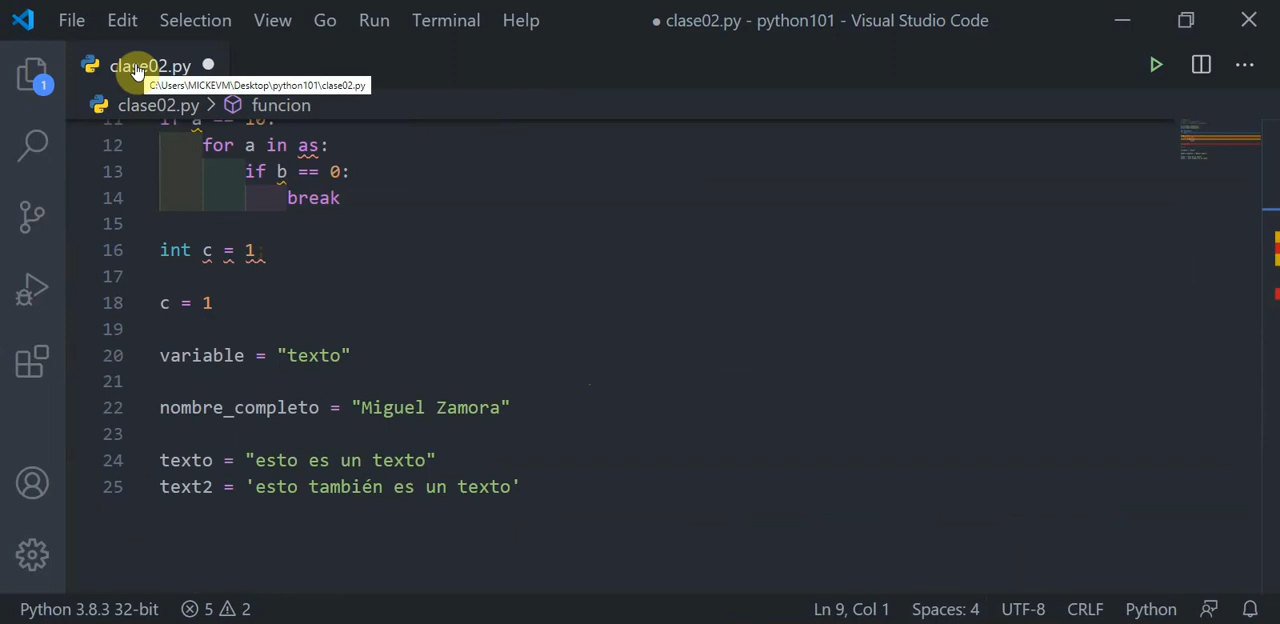 File Edit Selection View Go Run Terminal Help ● clase02.py - python101 - Visual Studio Code
clase02.py
C:\Users\MICKEVM\Desktop\python101\clase02.py
1
clase02.py > funcion
11 if a == 10:
12 for a in as:
13 if b == 0:
14 break
15
16 int c = 1;
17
18 c = 1
19
20 variable = "texto"
21
22 nombre_completo = "Miguel Zamora"
23
24 texto = "esto es un texto"
25 text2 = 'esto también es un texto'
Python 3.8.3 32-bit 5 2 Ln 9, Col 1 Spaces: 4 UTF-8 CRLF Python